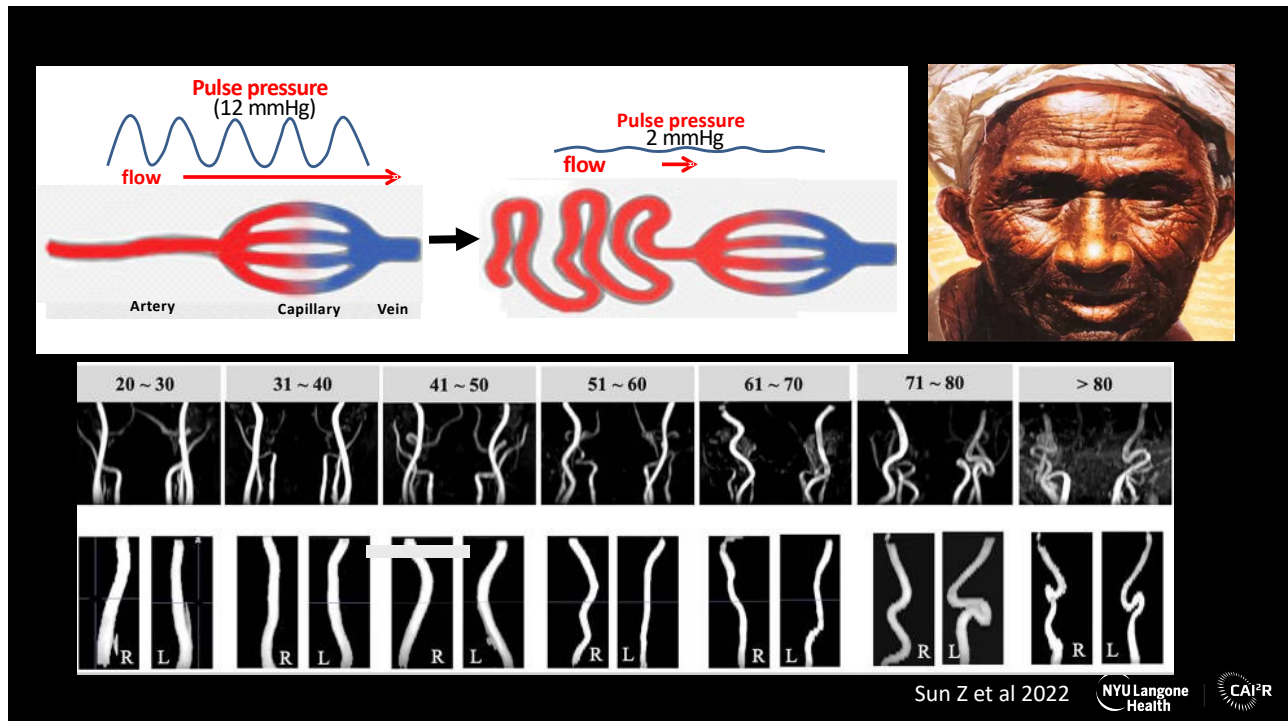 Pulse pressure
(12 mmHg)
flow
Artery
Capillary
Vein
Pulse pressure
2 mmHg
flow
20 ~ 30
31 ~ 40
41 ~ 50
51 ~ 60
61 ~ 70
71 ~ 80
> 80
R L R L R L R L R L R L R L
Sun Z et al 2022
NYU Langone
Health
CAI²R